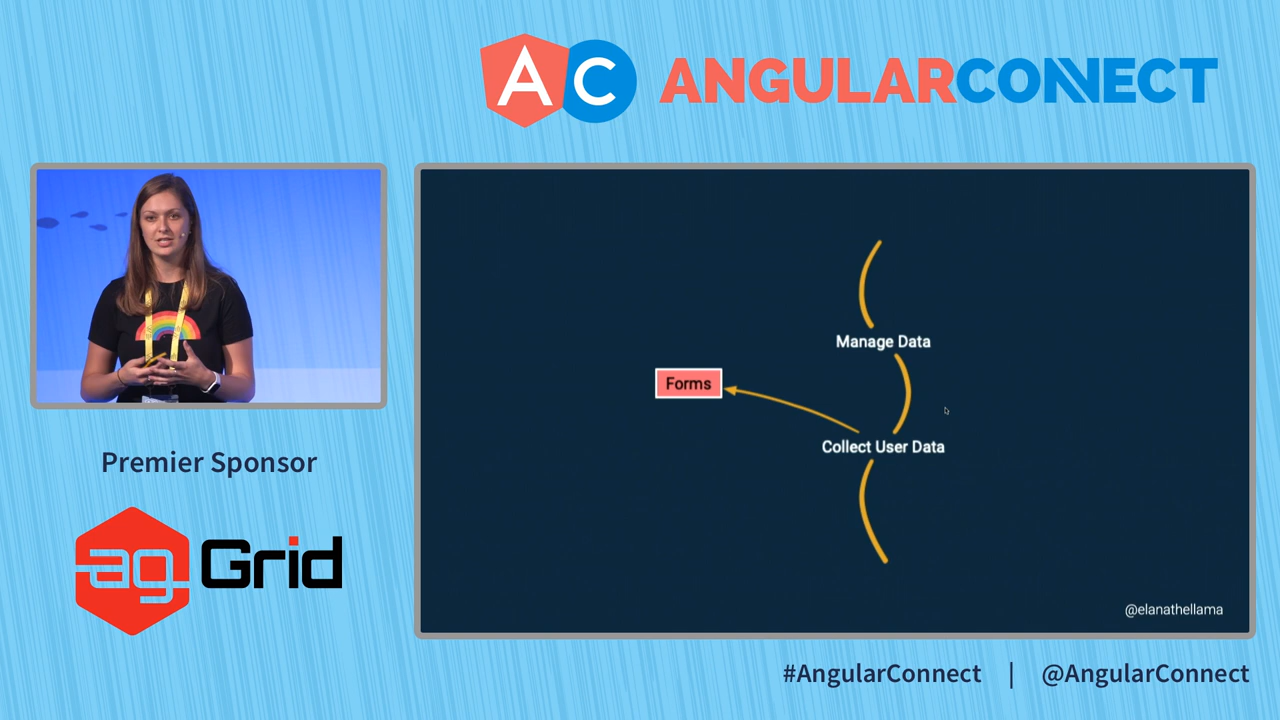 AC ANGULARCONNECT
Manage Data
Forms
Collect User Data
@elanathellama
Premier Sponsor
ag Grid
#AngularConnect | @AngularConnect